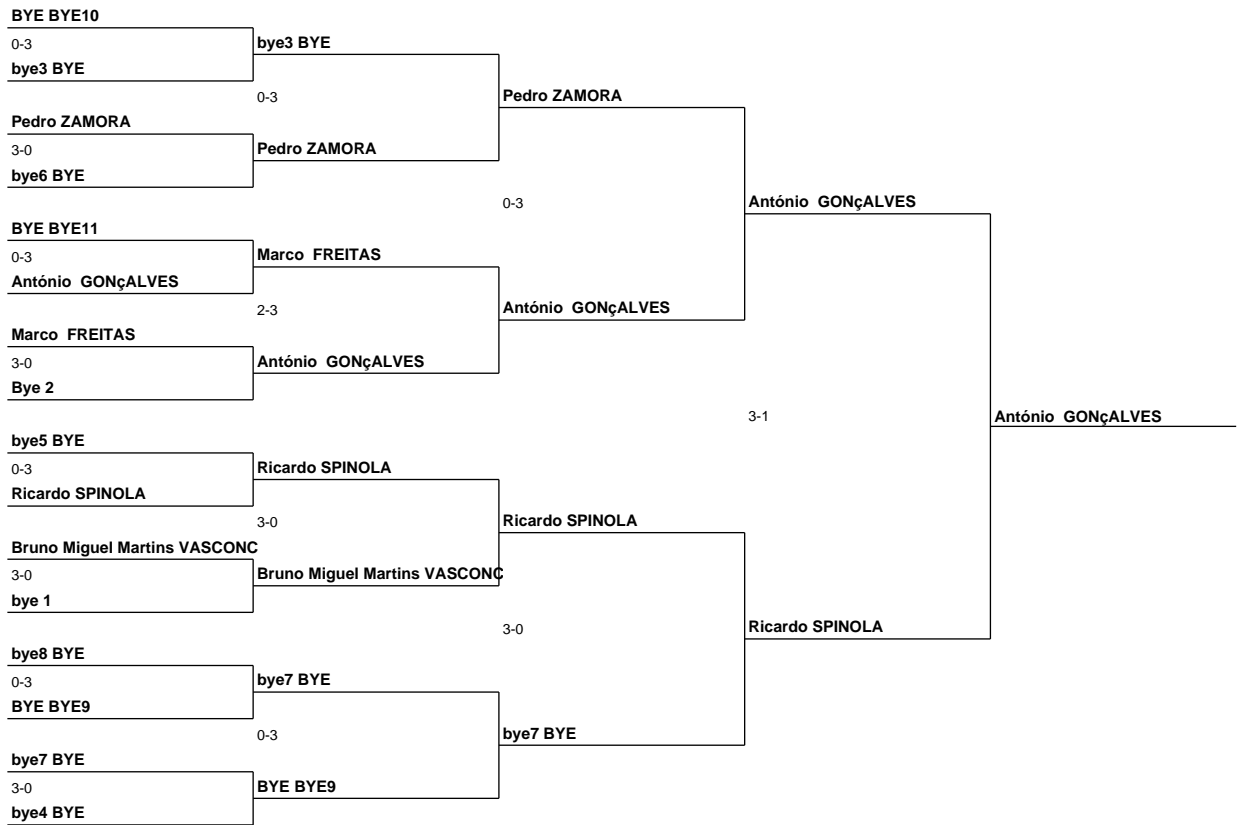 BYE BYE10
0-3
bye3 BYE
Pedro ZAMORA
3-0
bye6 BYE
BYE BYE11
0-3
António  GONçALVES
Marco  FREITAS
3-0
Bye 2
bye5 BYE
0-3
Ricardo SPINOLA
Bruno Miguel Martins VASCONC
3-0
bye 1
bye8 BYE
0-3
BYE BYE9
bye7 BYE
3-0
bye4 BYE
bye3 BYE
0-3
Pedro ZAMORA
Marco  FREITAS
2-3
António  GONçALVES
Ricardo SPINOLA
3-0
Bruno Miguel Martins VASCONC
bye7 BYE
0-3
BYE BYE9
Pedro ZAMORA
0-3
António  GONçALVES
Ricardo SPINOLA
3-0
bye7 BYE
António  GONçALVES
3-1
Ricardo SPINOLA
António  GONçALVES